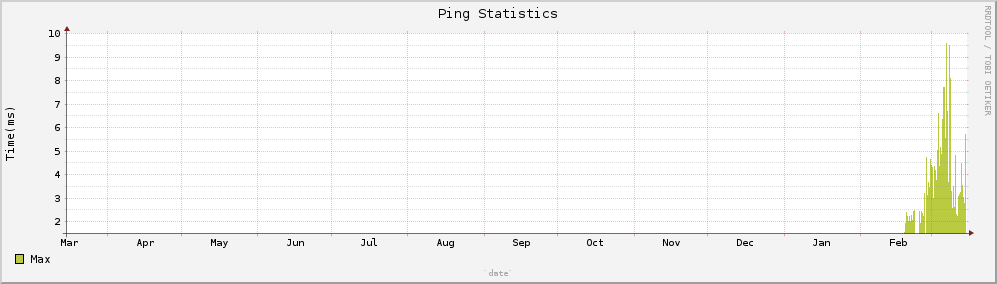 Ping Statistics
RRDTOOL / TOBI OETIKER
Time(ms)
10
9
8
7
6
5
4
3
2
Mar Apr May Jun Jul Aug Sep Oct Nov Dec Jan Feb
Max
`date`